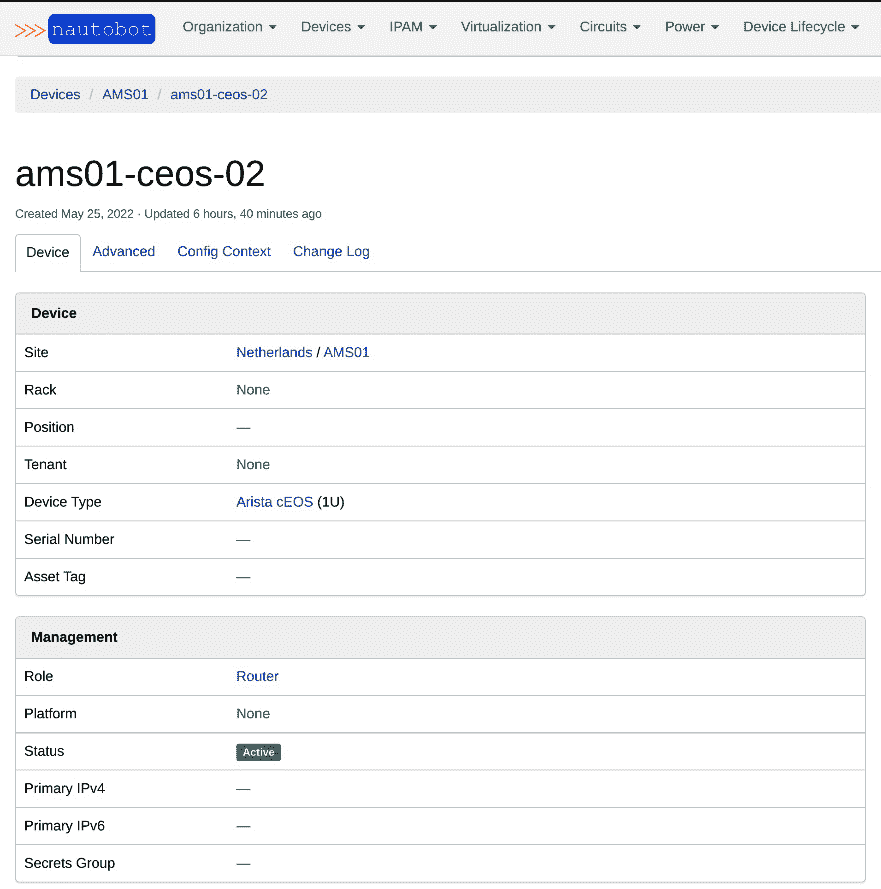 >>> nautobot Organization Devices IPAM Virtualization Circuits Power Device Lifecycle
Devices / AMS01 / ams01-ceos-02
ams01-ceos-02
Created May 25, 2022 · Updated 6 hours, 40 minutes ago
Device Advanced Config Context Change Log
Device
Site Netherlands / AMS01
Rack None
Position —
Tenant None
Device Type Arista cEOS (1U)
Serial Number —
Asset Tag —
Management
Role Router
Platform None
Status Active
Primary IPv4 —
Primary IPv6 —
Secrets Group —